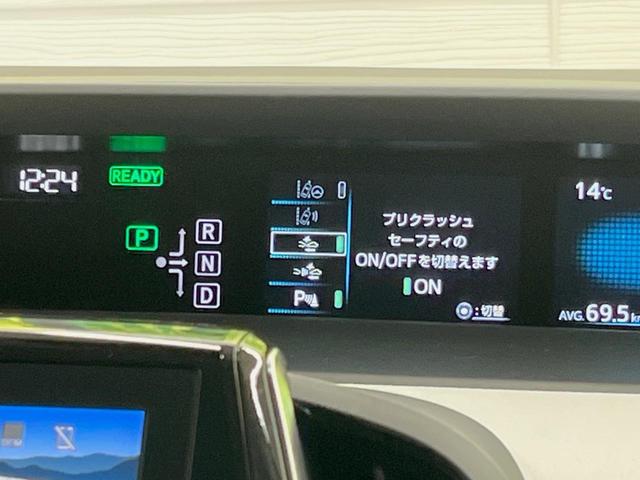 12:24
READY
P
R
N
D
プリクラッシュ
セーフティの
ON/OFFを切替えます
ON
:切替
P
14℃
AVG.69.5km